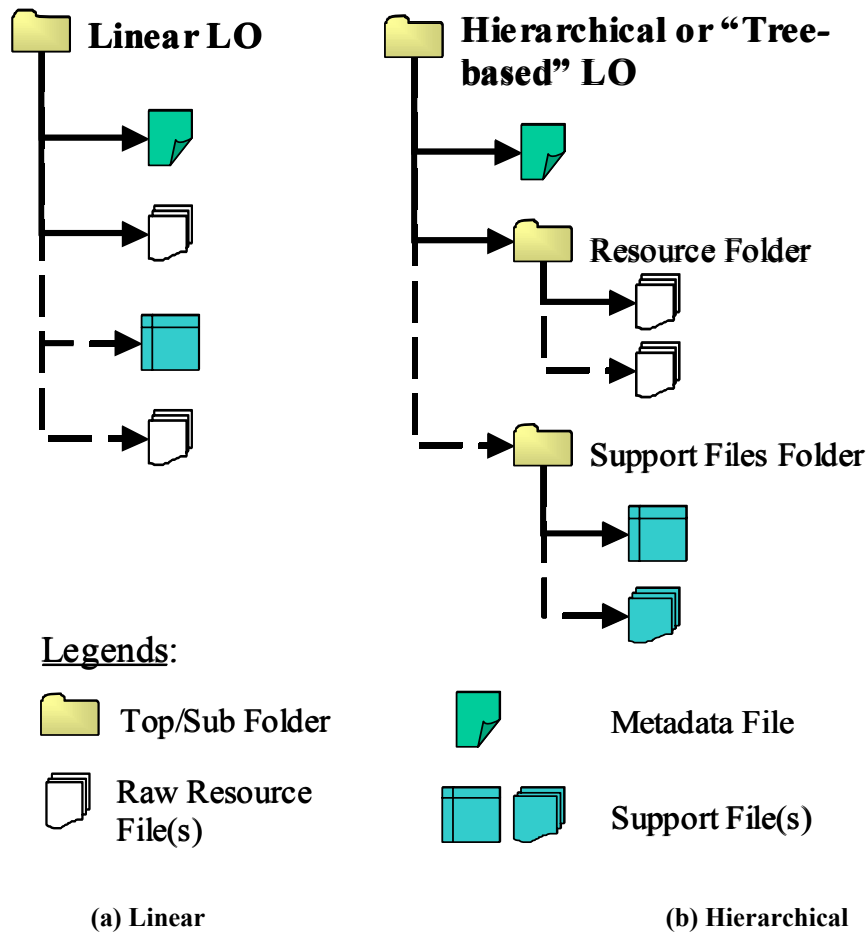 Linear LO
Hierarchical or “Tree-
based” LO
Resource Folder
Support Files Folder
Legends:
Top/Sub Folder
Metadata File
Raw Resource
File(s)
Support File(s)
(a) Linear
(b) Hierarchical